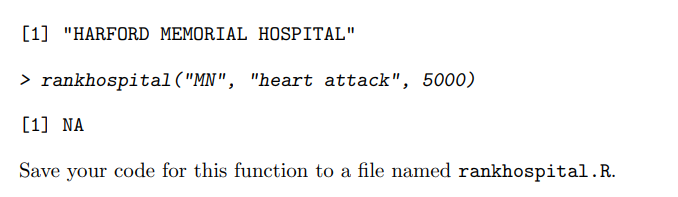 [1] "HARFORD MEMORIAL HOSPITAL"
> rankhospital("MN", "heart attack", 5000)
[1] NA
Save your code for this function to a file named rankhospital.R.